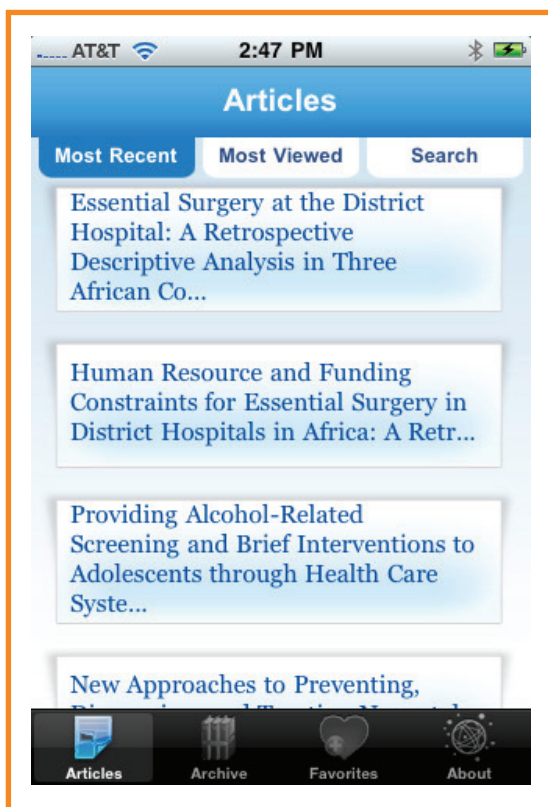 AT&T 2:47 PM
Articles
Most Recent Most Viewed Search
Essential Surgery at the District
Hospital: A Retrospective
Descriptive Analysis in Three
African Co...
Human Resource and Funding
Constraints for Essential Surgery in
District Hospitals in Africa: A Retr...
Providing Alcohol-Related
Screening and Brief Interventions to
Adolescents through Health Care
Syste...
New Approaches to Preventing,
Articles Archive Favorites About